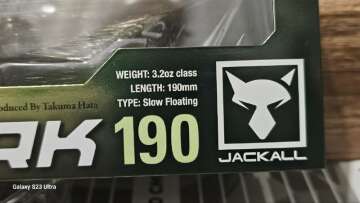 WEIGHT: 3.2oz class
LENGTH: 190mm
TYPE: Slow Floating
oduced By Takuma Hata
RK 190
JACKALL
Galaxy S23 Ultra